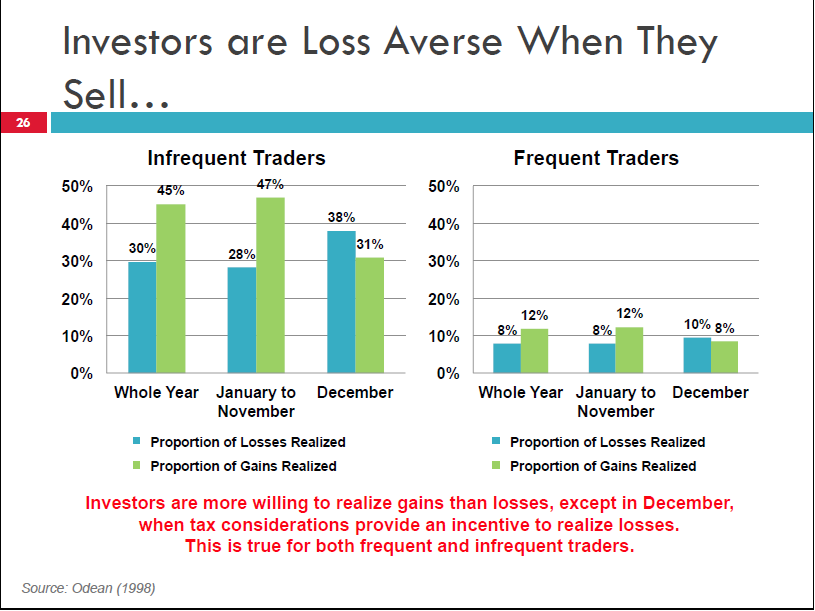 Investors are Loss Averse When They
Sell…
26
Infrequent Traders
50%
40%
30%
20%
10%
0%
30%
45%
28%
47%
38%
31%
Whole Year
January to
November
December
Proportion of Losses Realized
Proportion of Gains Realized
Frequent Traders
50%
40%
30%
20%
10%
0%
8%
12%
8%
12%
10%
8%
Whole Year
January to
November
December
Proportion of Losses Realized
Proportion of Gains Realized
Investors are more willing to realize gains than losses, except in December,
when tax considerations provide an incentive to realize losses.
This is true for both frequent and infrequent traders.
Source: Odean (1998)